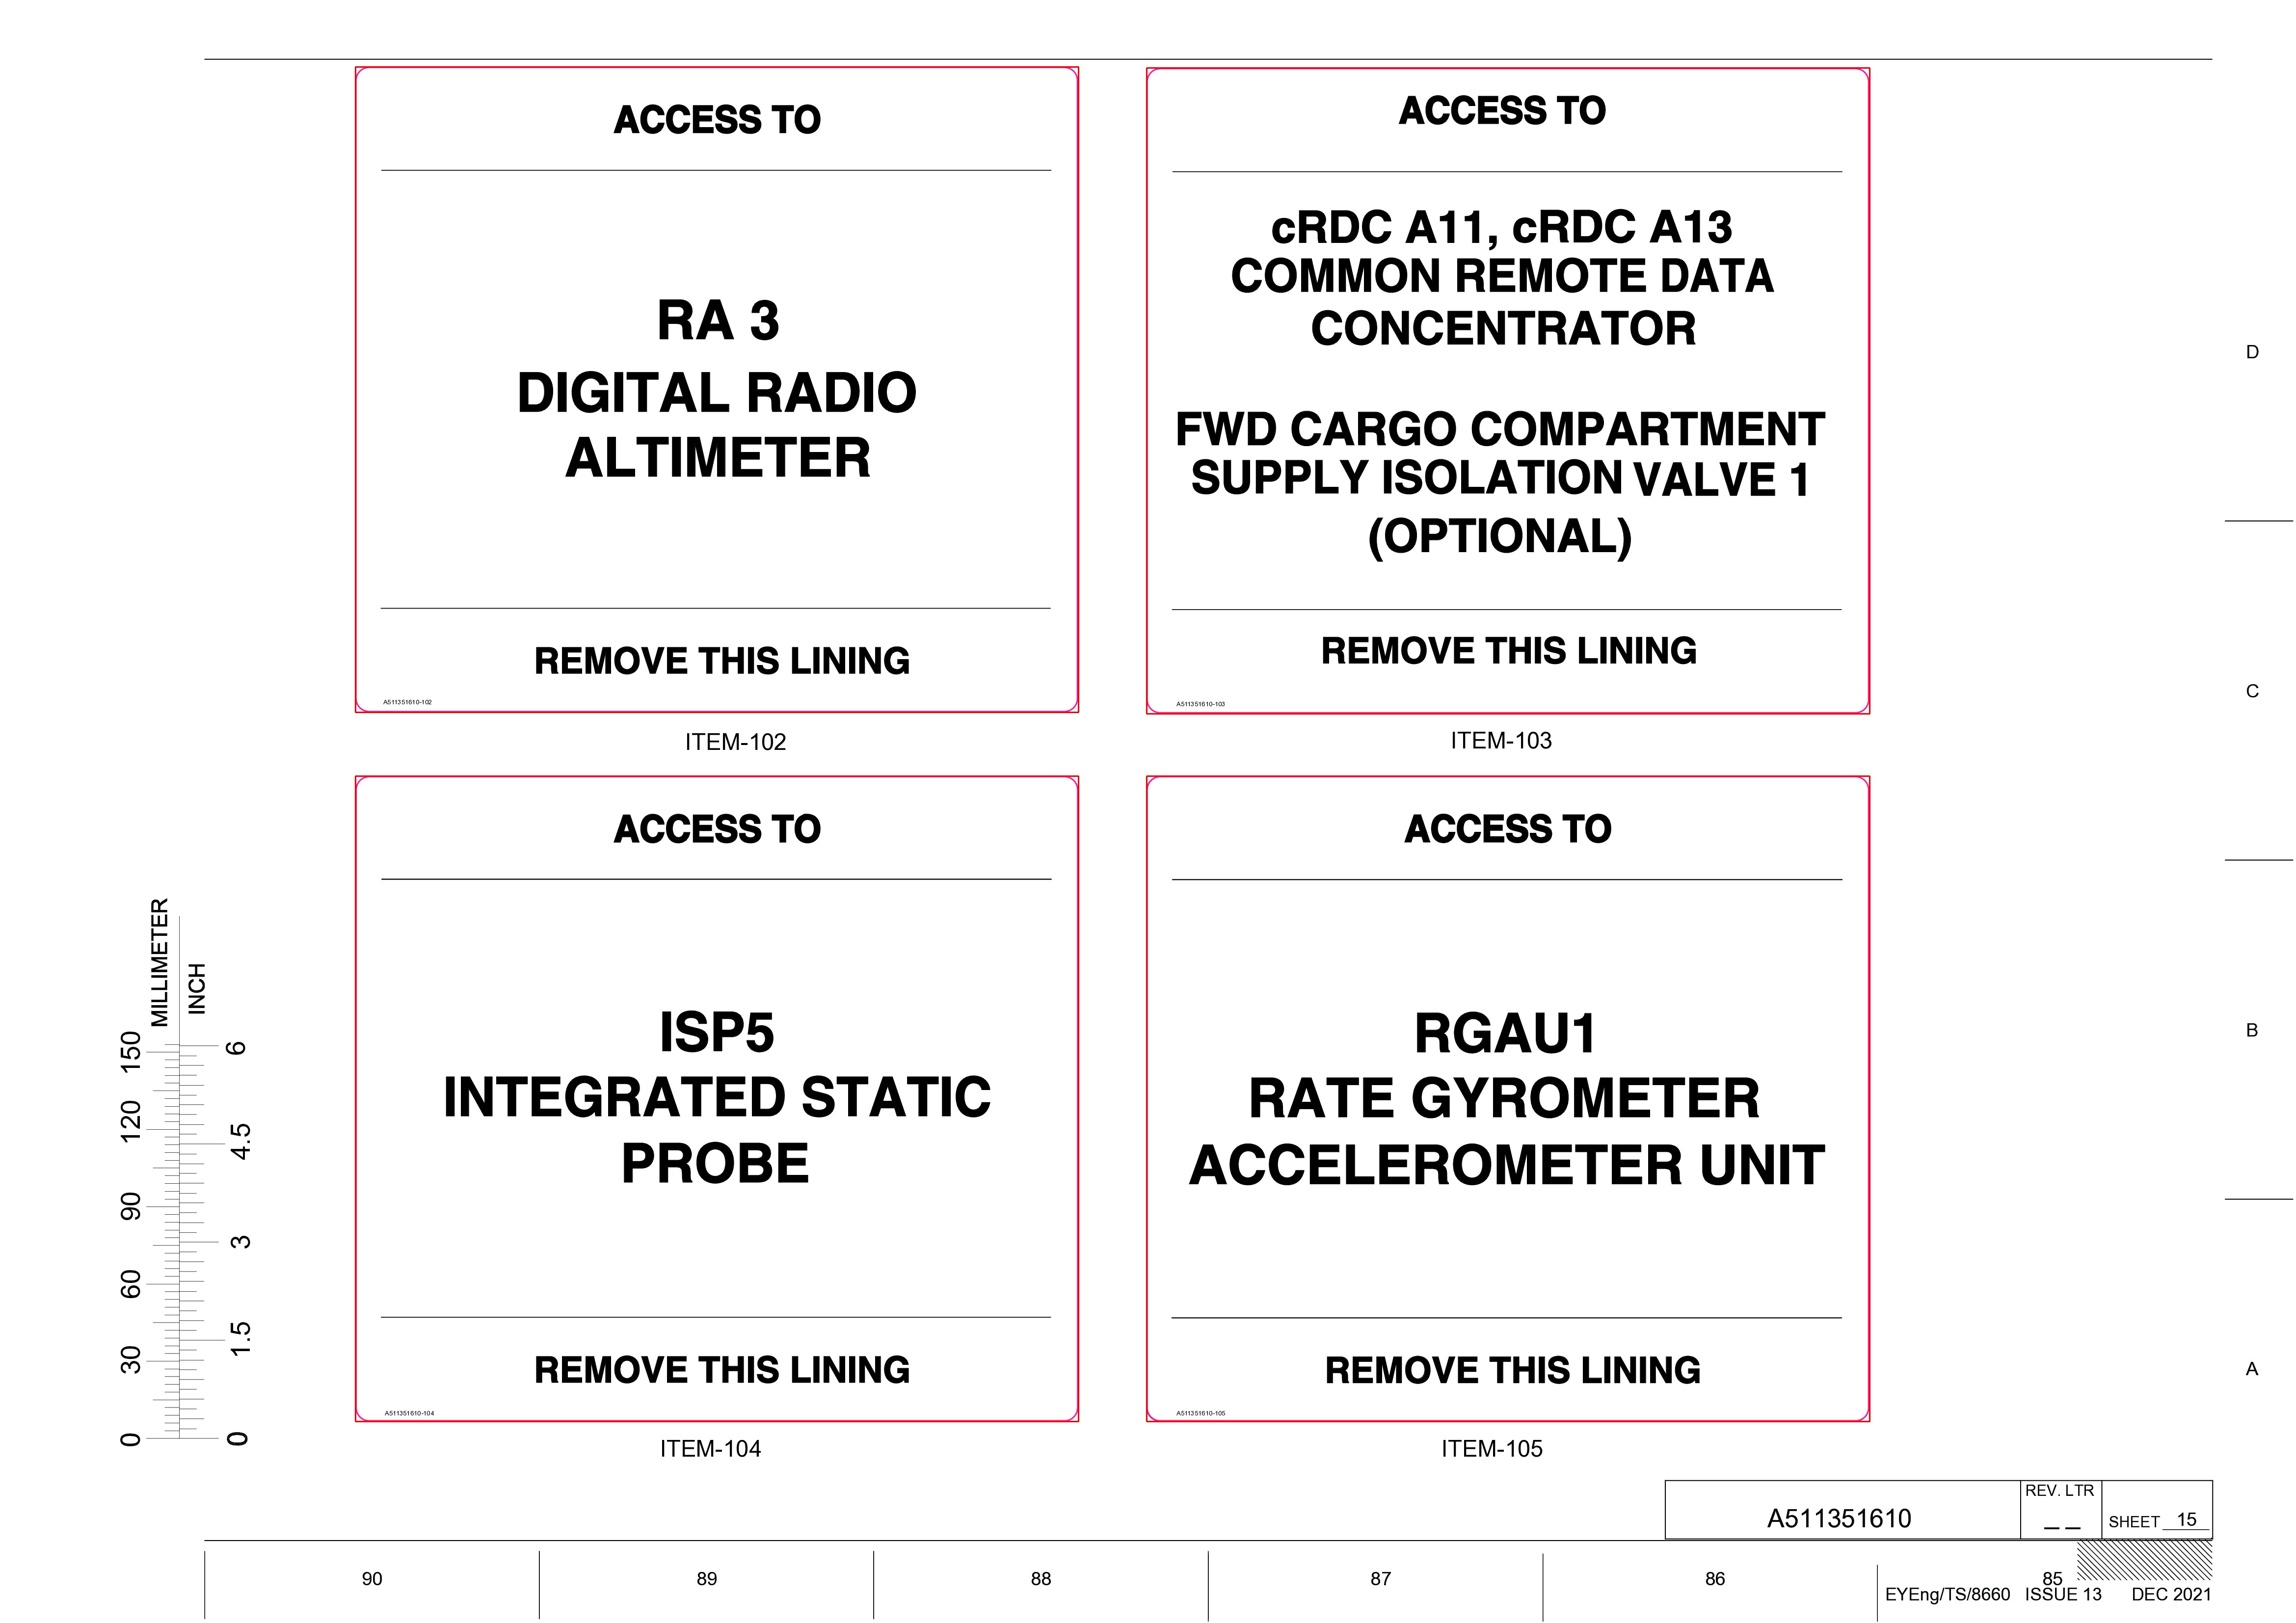 ACCESS TO
RA 3
DIGITAL RADIO
ALTIMETER
REMOVE THIS LINING
A511351610-102
ITEM-102
ACCESS TO
cRDC A11, cRDC A13
COMMON REMOTE DATA
CONCENTRATOR
FWD CARGO COMPARTMENT
SUPPLY ISOLATION VALVE 1
(OPTIONAL)
REMOVE THIS LINING
A511351610-103
ITEM-103
ACCESS TO
ISP5
INTEGRATED STATIC
PROBE
REMOVE THIS LINING
A511351610-104
ITEM-104
ACCESS TO
RGAU1
RATE GYROMETER
ACCELEROMETER UNIT
REMOVE THIS LINING
A511351610-105
ITEM-105
MILLIMETER
0 30 60 90 120 150
INCH
0 1.5 3 4.5 6
D
C
B
A
A511351610
REV. LTR
_ _
SHEET 15
90 89 88 87 86 85
EYEng/TS/8660 ISSUE 13 DEC 2021